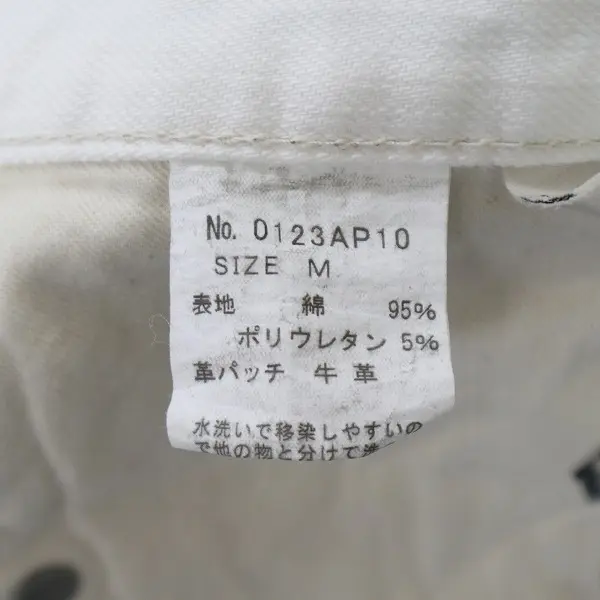 No. 0123AP10
SIZE M
表地 綿 95%
ポリウレタン 5%
革パッチ 牛革
水洗いで移染しやすいの
で他の物と分けて洗